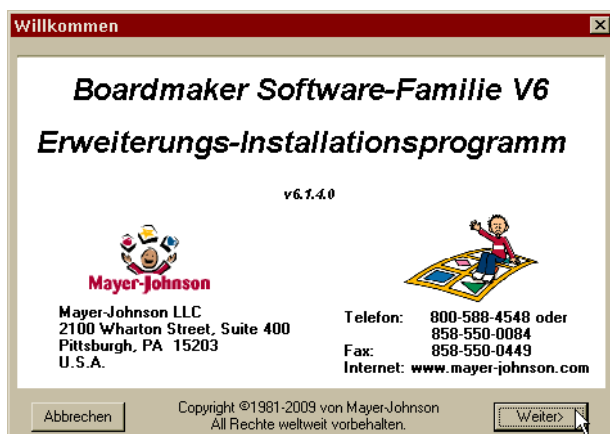 Willkommen
Boardmaker Software-Familie V6
Erweiterungs-Installationsprogramm
v6.1.4.0
Mayer-Johnson
Mayer-Johnson LLC
2100 Wharton Street, Suite 400
Pittsburgh, PA 15203
U.S.A.
Telefon: 800-588-4548 oder
858-550-0084
Fax: 858-550-0449
Internet: www.mayer-johnson.com
Abbrechen
Copyright ©1981-2009 von Mayer-Johnson
All Rechte weltweit vorbehalten.
Weiter>